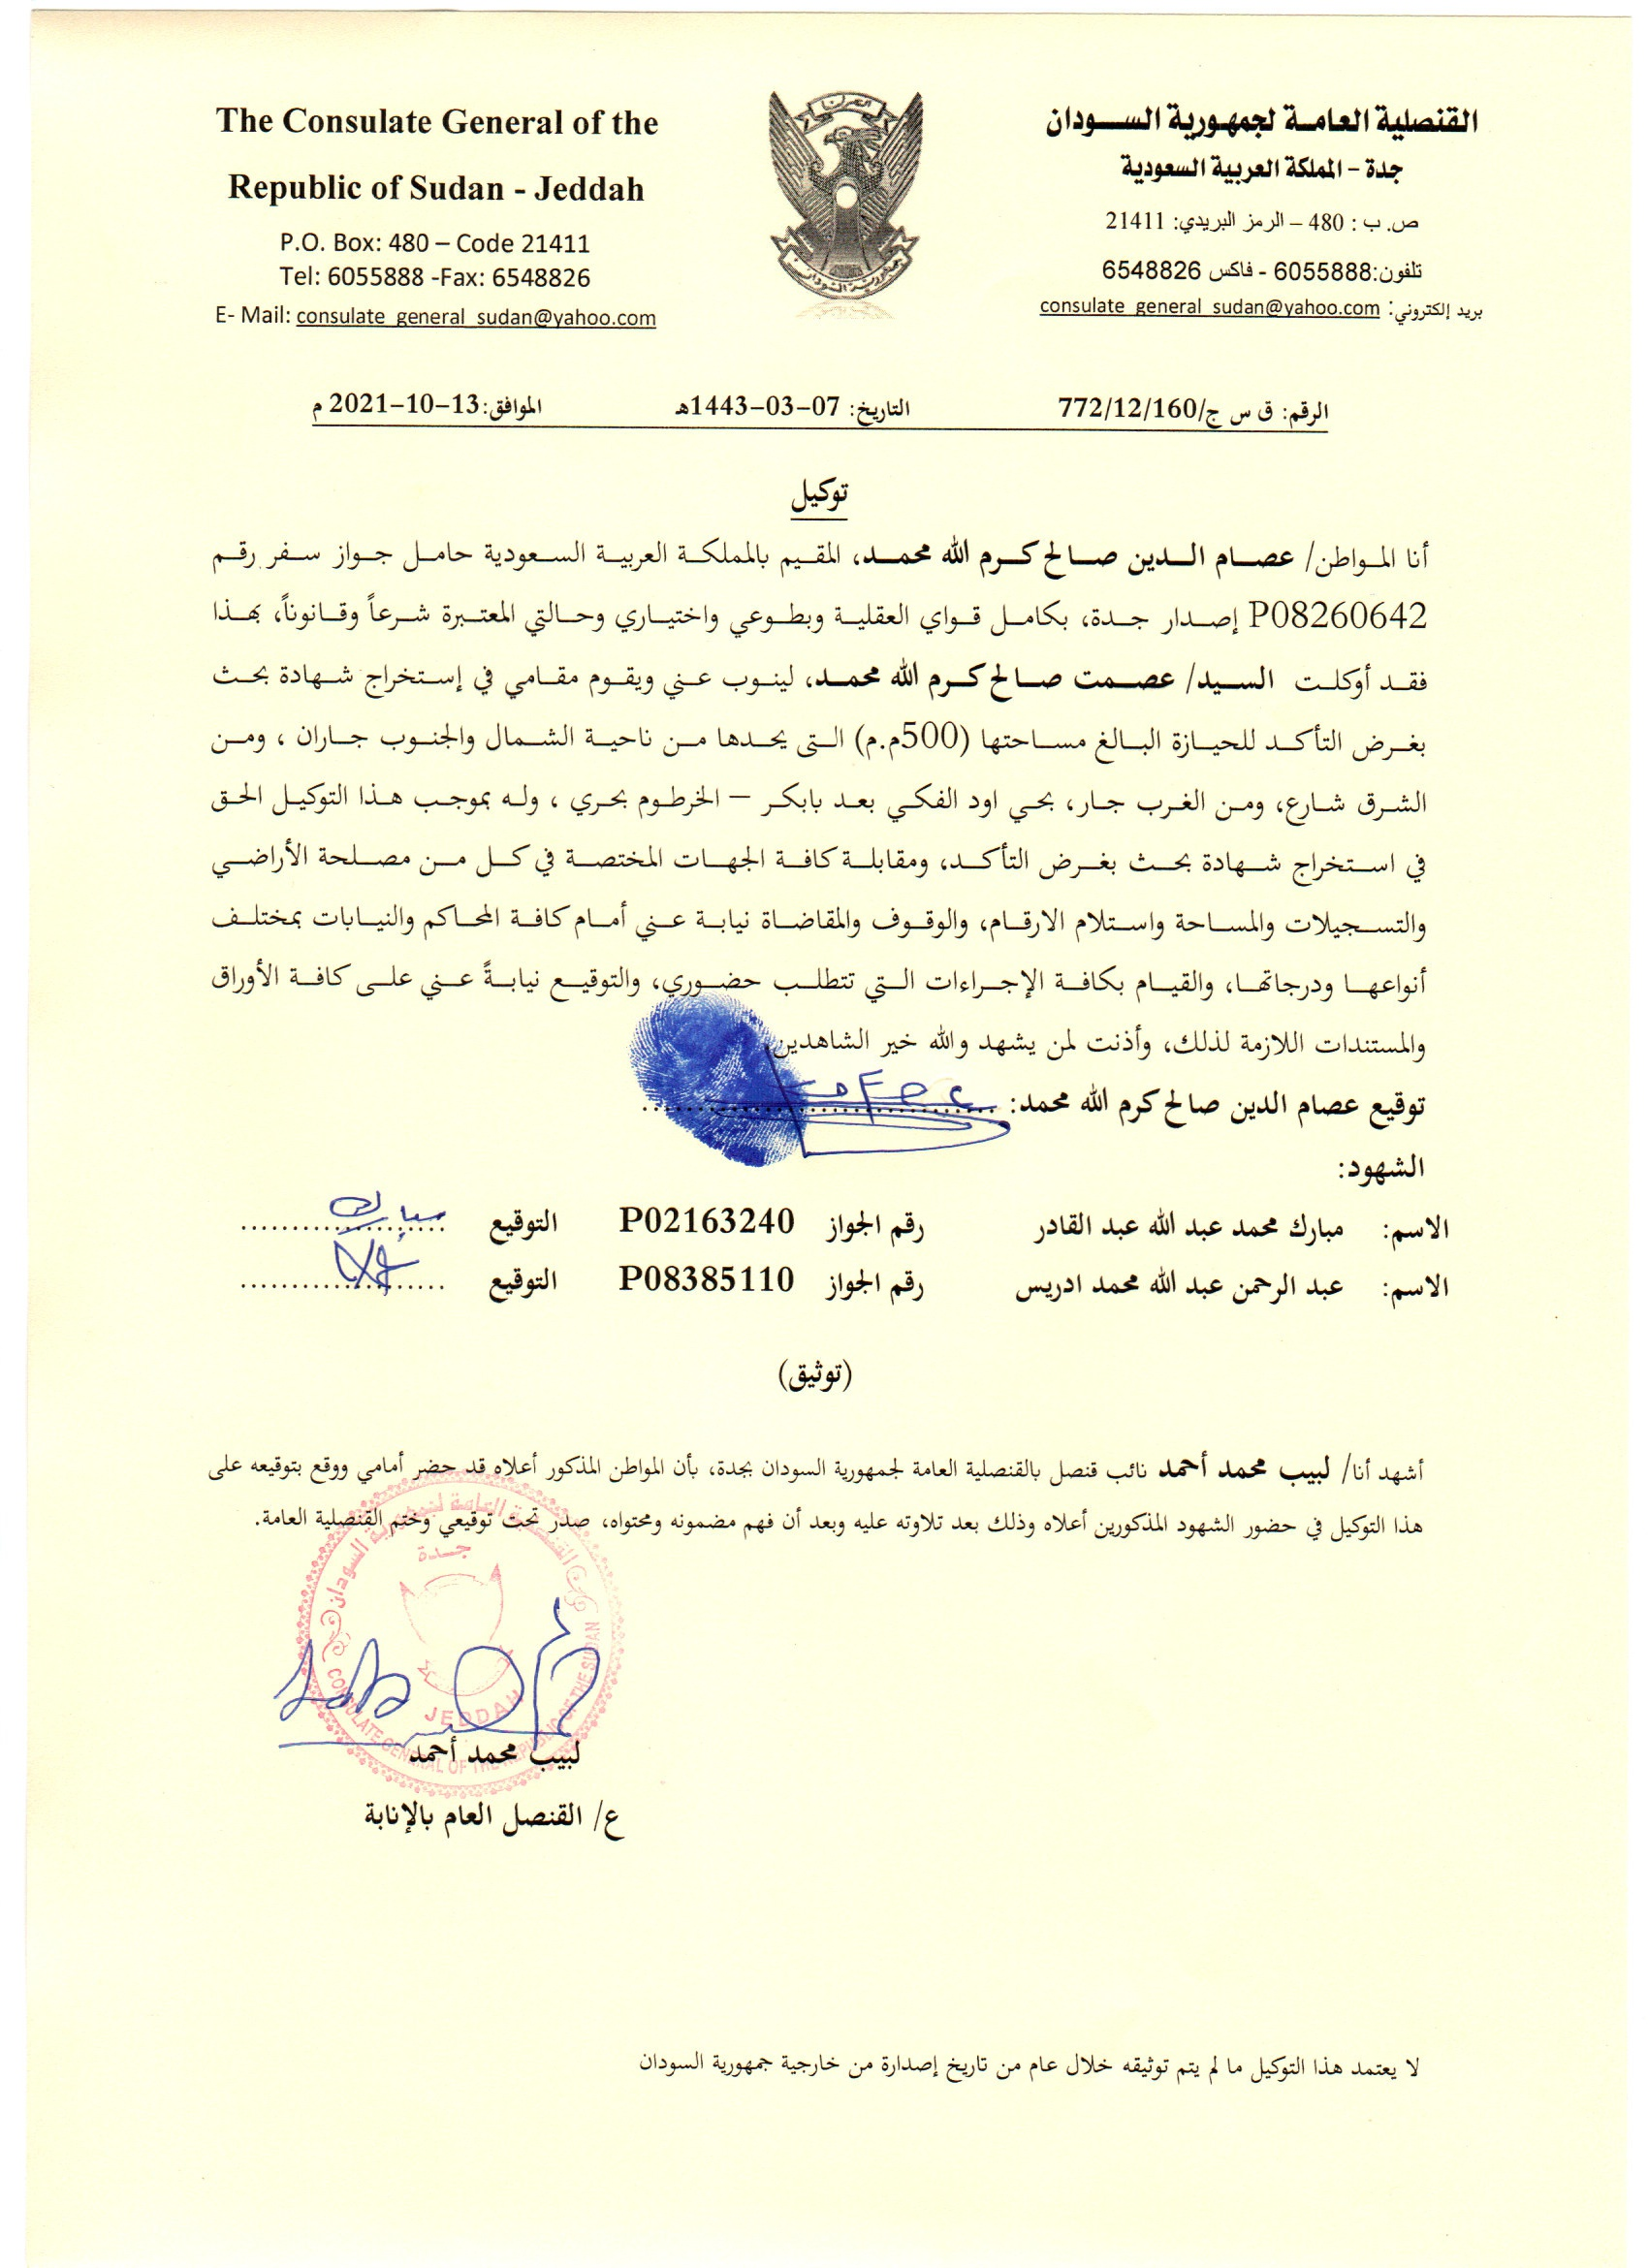 The Consulate General of the
Republic of Sudan - Jeddah
P.O. Box: 480 – Code 21411
Tel: 6055888 -Fax: 6548826
E- Mail: consulate_general_sudan@yahoo.com
القنصلية العامة لجمهورية السودان
جدة – المملكة العربية السعودية
ص. ب : 480 – الرمز البريدي: 21411
تلفون:6055888 - فاكس 6548826
بريد إلكتروني: consulate_general_sudan@yahoo.com
الرقم: ق س ج/772/12/160 التاريخ: 07-03-1443هـ الموافق:13-10-2021 م
توكيل
أنا المواطن/ عصام الدين صالح كرم الله محمد، المقيم بالمملكة العربية السعودية حامل جواز سفر رقم
P08260642 إصدار جدة، بكامل قواي العقلية وبطوعي واختياري وحالتي المعتبرة شرعاً وقانوناً، بهذا
فقد أوكلت السيد/ عصمت صالح كرم الله محمد، لينوب عني ويقوم مقامي في إستخراج شهادة بحث
بغرض التأكد للحيازة البالغ مساحتها (500م.م) التى يحدها من ناحية الشمال والجنوب جاران ، ومن
الشرق شارع، ومن الغرب جار، بحي اود الفكي بعد بابكر – الخرطوم بحري ، وله بموجب هذا التوكيل الحق
في استخراج شهادة بحث بغرض التأكد، ومقابلة كافة الجهات المختصة في كل من مصلحة الأراضي
والتسجيلات والمساحة واستلام الارقام، والوقوف والمقاضاة نيابة عني أمام كافة المحاكم والنيابات بمختلف
أنواعها ودرجاتها، والقيام بكافة الإجراءات التي تتطلب حضوري، والتوقيع نيابةً عني على كافة الأوراق
والمستندات اللازمة لذلك، وأذنت لمن يشهد والله خير الشاهدين
توقيع عصام الدين صالح كرم الله محمد: ..............................
الشهود:
الاسم: مبارك محمد عبد الله عبد القادر رقم الجواز P02163240 التوقيع .................... مبارك
الاسم: عبد الرحمن عبد الله محمد ادريس رقم الجواز P08385110 التوقيع ....................
(توثيق)
أشهد أنا/ لبيب محمد أحمد نائب قنصل بالقنصلية العامة لجمهورية السودان بجدة، بأن المواطن المذكور أعلاه قد حضر أمامي ووقع بتوقيعه على
هذا التوكيل في حضور الشهود المذكورين أعلاه وذلك بعد تلاوته عليه وبعد أن فهم مضمونه ومحتواه، صدر تحت توقيعي وختم القنصلية العامة.
القنصلية العامة لجمهورية السودان
جدة
JEDDAH
CONSULATE GENERAL OF THE REPUBLIC OF THE SUDAN
لبيب محمد أحمد
ع/ القنصل العام بالإنابة
لا يعتمد هذا التوكيل ما لم يتم توثيقه خلال عام من تاريخ إصدارة من خارجية جمهورية السودان